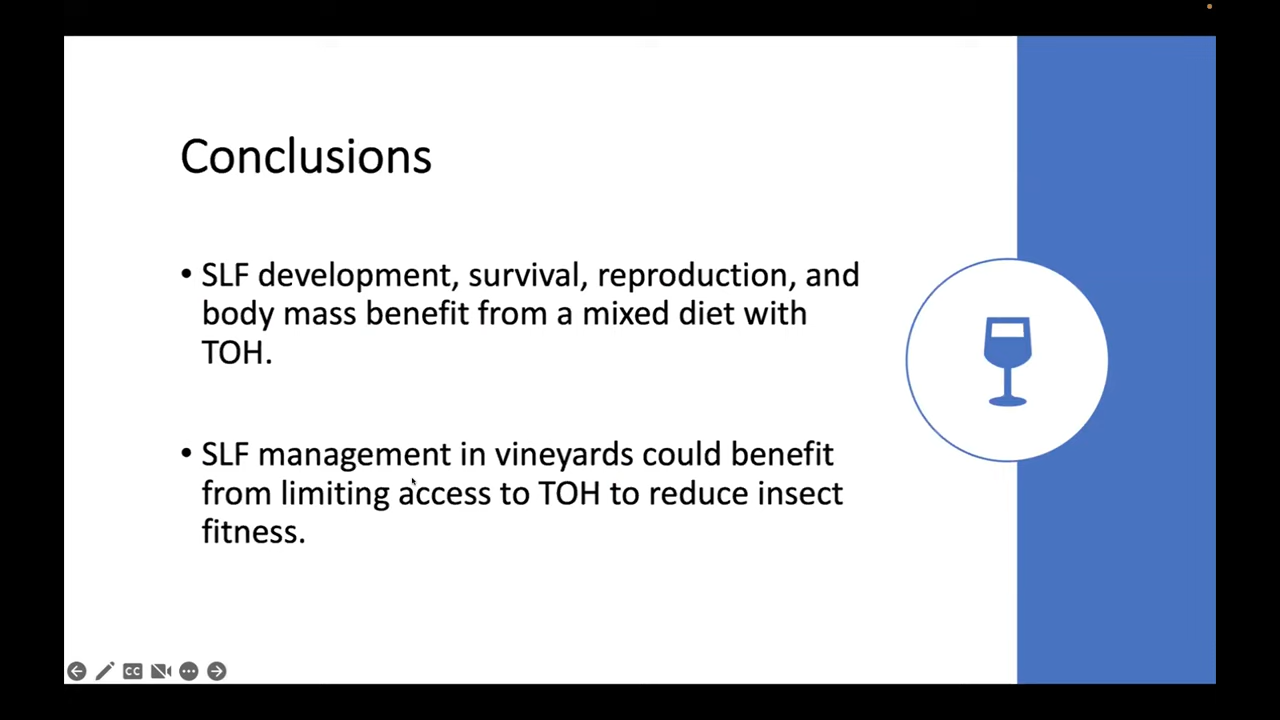 Conclusions
• SLF development, survival, reproduction, and
body mass benefit from a mixed diet with
TOH.
• SLF management in vineyards could benefit
from limiting access to TOH to reduce insect
fitness.
CC